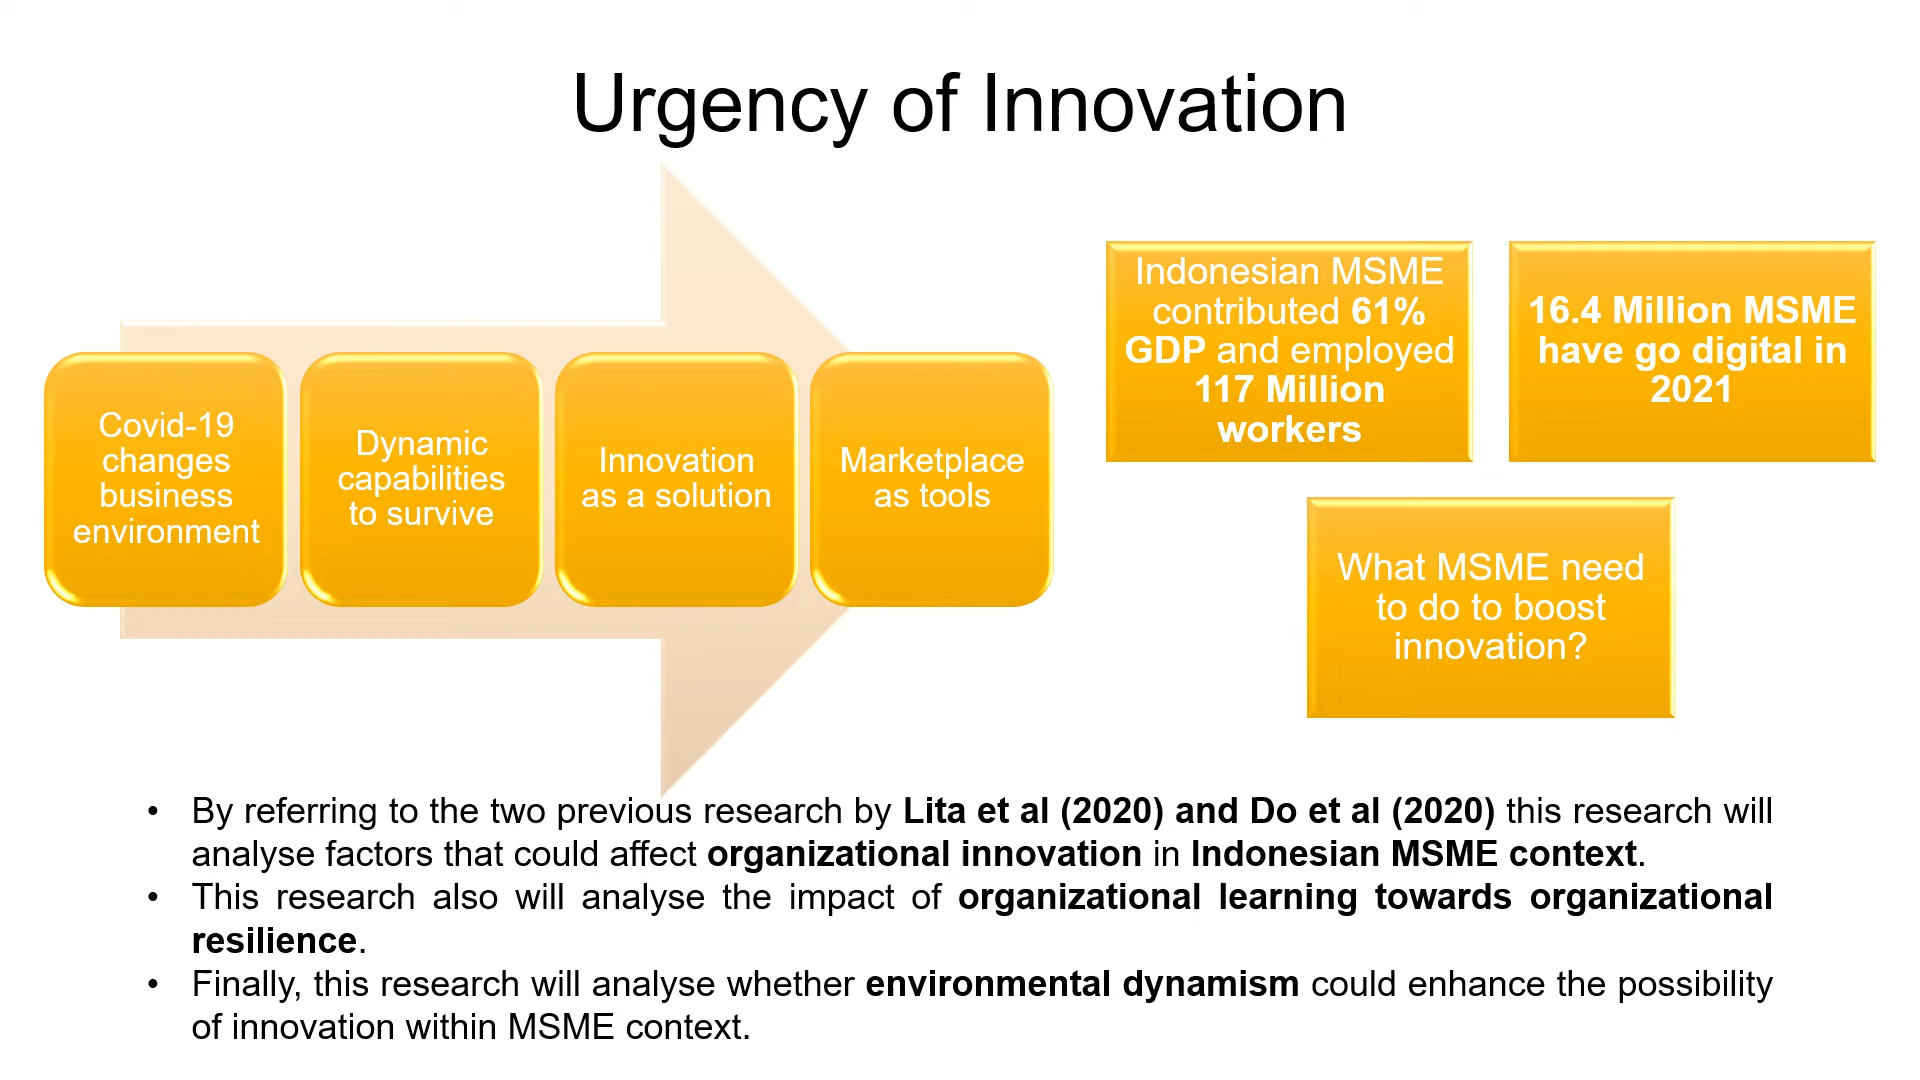 Urgency of Innovation
Covid-19
changes
business
environment
Dynamic
capabilities
to survive
Innovation
as a solution
Marketplace
as tools
Indonesian MSME
contributed 61%
GDP and employed
117 Million
workers
16.4 Million MSME
have go digital in
2021
What MSME need
to do to boost
innovation?
• By referring to the two previous research by Lita et al (2020) and Do et al (2020) this research will
analyse factors that could affect organizational innovation in Indonesian MSME context.
• This research also will analyse the impact of organizational learning towards organizational
resilience.
• Finally, this research will analyse whether environmental dynamism could enhance the possibility
of innovation within MSME context.